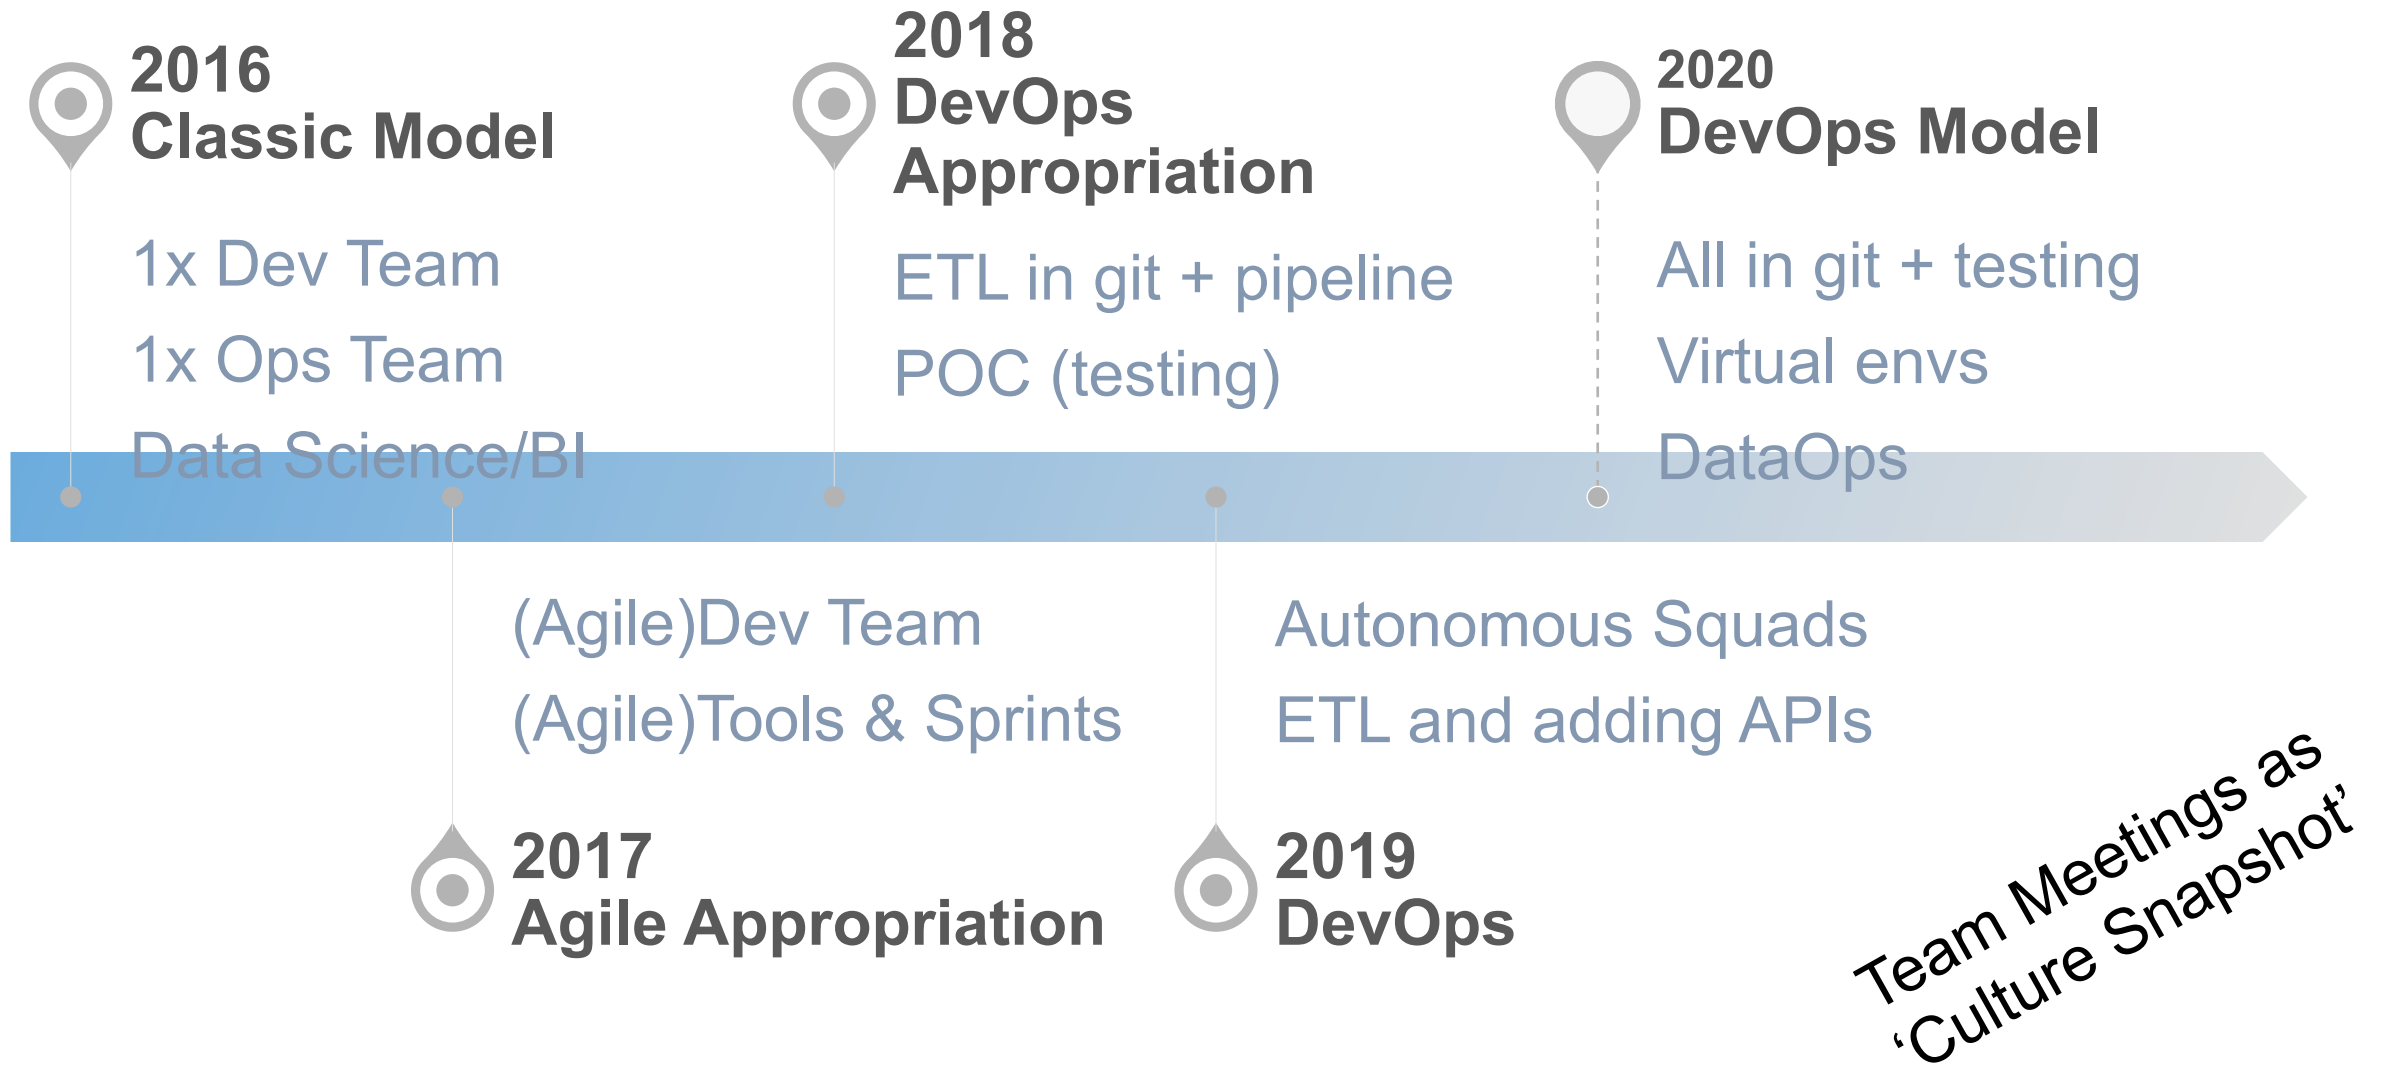 2016
Classic Model
1x Dev Team
1x Ops Team
Data Science/BI
2018
DevOps
Appropriation
ETL in git + pipeline
POC (testing)
2020
DevOps Model
All in git + testing
Virtual envs
DataOps
(Agile)Dev Team
(Agile)Tools & Sprints
2017
Agile Appropriation
Autonomous Squads
ETL and adding APIs
2019
DevOps
Team Meetings as
‘Culture Snapshot’